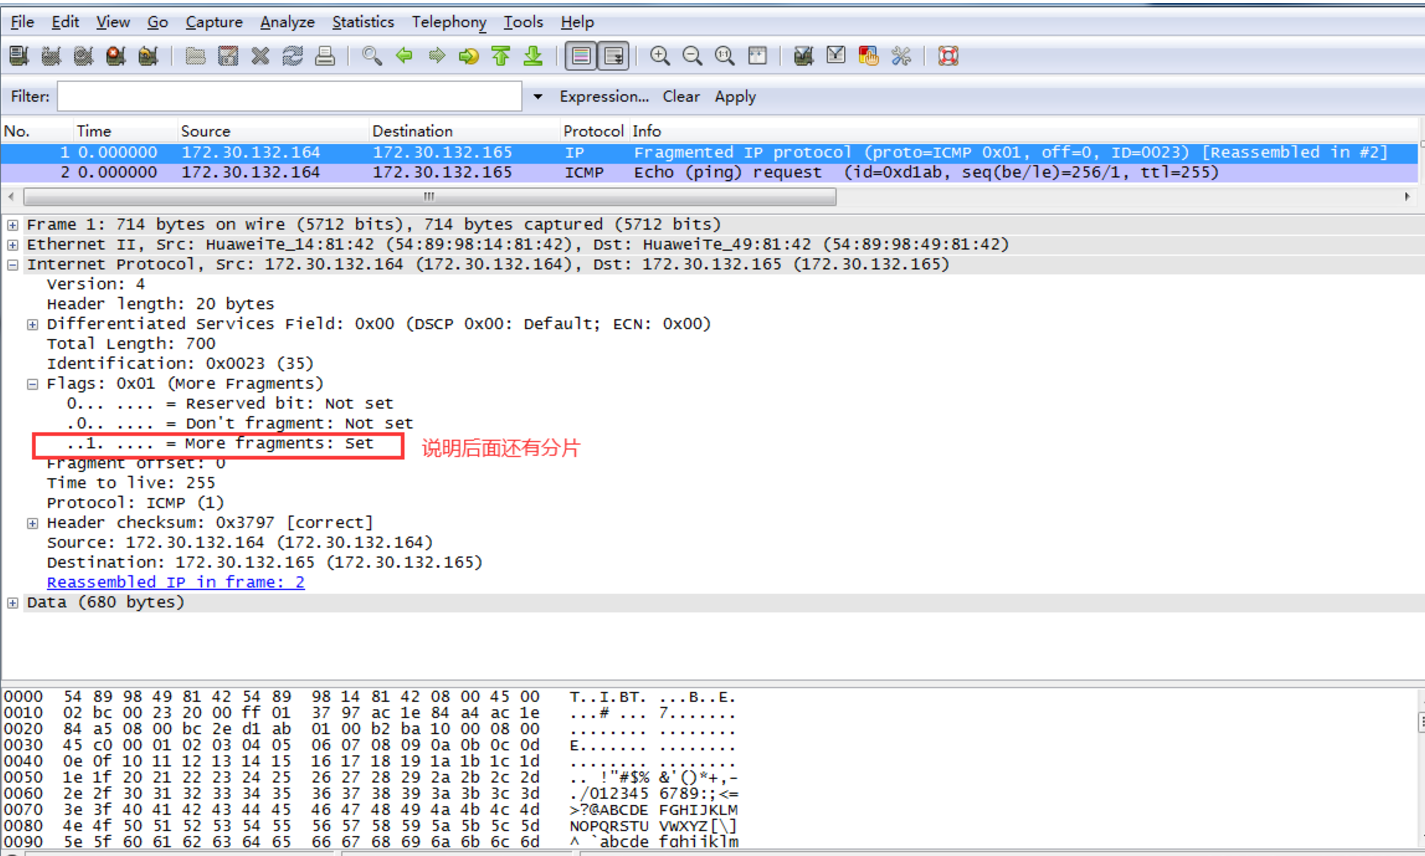 File Edit View Go Capture Analyze Statistics Telephony Tools Help
Filter: Expression... Clear Apply
No. Time Source Destination Protocol Info
1 0.000000 172.30.132.164 172.30.132.165 IP Fragmented IP protocol (proto=ICMP 0x01, off=0, ID=0023) [Reassembled in #2]
2 0.000000 172.30.132.164 172.30.132.165 ICMP Echo (ping) request (id=0xd1ab, seq(be/le)=256/1, ttl=255)
Frame 1: 714 bytes on wire (5712 bits), 714 bytes captured (5712 bits)
Ethernet II, Src: HuaweiTe_14:81:42 (54:89:98:14:81:42), Dst: HuaweiTe_49:81:42 (54:89:98:49:81:42)
Internet Protocol, Src: 172.30.132.164 (172.30.132.164), Dst: 172.30.132.165 (172.30.132.165)
Version: 4
Header length: 20 bytes
Differentiated Services Field: 0x00 (DSCP 0x00: Default; ECN: 0x00)
Total Length: 700
Identification: 0x0023 (35)
Flags: 0x01 (More Fragments)
0... .... = Reserved bit: Not set
.0.. .... = Don't fragment: Not set
..1. .... = More fragments: Set 说明后面还有分片
Fragment offset: 0
Time to live: 255
Protocol: ICMP (1)
Header checksum: 0x3797 [correct]
Source: 172.30.132.164 (172.30.132.164)
Destination: 172.30.132.165 (172.30.132.165)
Reassembled IP in frame: 2
Data (680 bytes)
0000 54 89 98 49 81 42 54 89 98 14 81 42 08 00 45 00 T..I.BT. ...B..E.
0010 02 bc 00 23 20 00 ff 01 37 97 ac 1e 84 a4 ac 1e ...# ... 7.......
0020 84 a5 08 00 bc 2e d1 ab 01 00 b2 ba 10 00 08 00 ........ ........
0030 45 c0 00 01 02 03 04 05 06 07 08 09 0a 0b 0c 0d E....... ........
0040 0e 0f 10 11 12 13 14 15 16 17 18 19 1a 1b 1c 1d ........ ........
0050 1e 1f 20 21 22 23 24 25 26 27 28 29 2a 2b 2c 2d .. !"#$% &'()*+,-
0060 2e 2f 30 31 32 33 34 35 36 37 38 39 3a 3b 3c 3d ./012345 6789:;<=
0070 3e 3f 40 41 42 43 44 45 46 47 48 49 4a 4b 4c 4d >?@ABCDE FGHIJKLM
0080 4e 4f 50 51 52 53 54 55 56 57 58 59 5a 5b 5c 5d NOPQRSTU VWXYZ[\]
0090 5e 5f 60 61 62 63 64 65 66 67 68 69 6a 6b 6c 6d ^_`abcde fghijklm